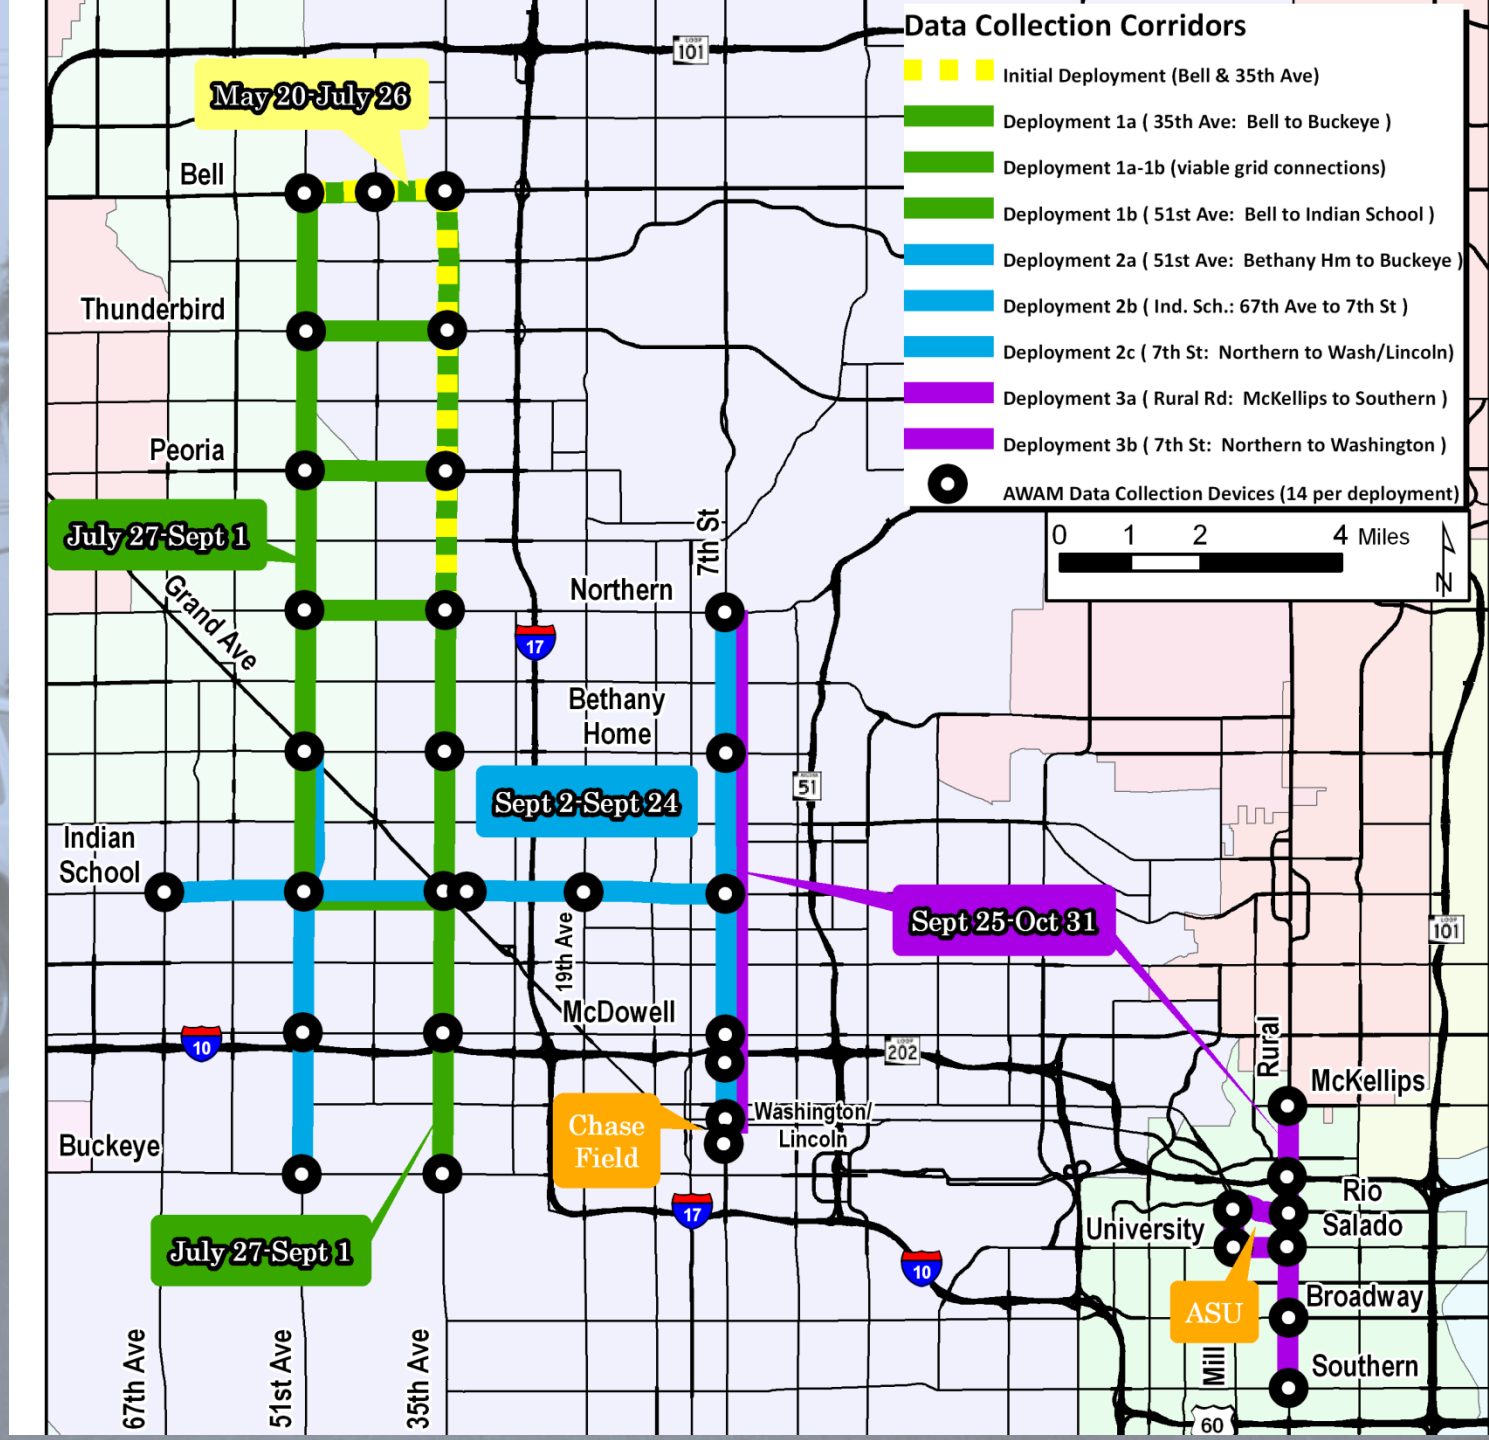 Data Collection Corridors
Initial Deployment (Bell & 35th Ave)
Deployment 1a ( 35th Ave: Bell to Buckeye )
Deployment 1a-1b (viable grid connections)
Deployment 1b ( 51st Ave: Bell to Indian School )
Deployment 2a ( 51st Ave: Bethany Hm to Buckeye )
Deployment 2b ( Ind. Sch.: 67th Ave to 7th St )
Deployment 2c ( 7th St: Northern to Wash/Lincoln)
Deployment 3a ( Rural Rd: McKellips to Southern )
Deployment 3b ( 7th St: Northern to Washington )
AWAM Data Collection Devices (14 per deployment)
0 1 2 4 Miles
N
LOOP
101
May 20-July 26
Bell
Thunderbird
Peoria
July 27-Sept 1
7th St
Grand Ave
Northern
17
Bethany
Home
51
Sept 2-Sept 24
Indian
School
Sept 25-Oct 31
LOOP
101
19th Ave
McDowell
10
LOOP
202
Rural
McKellips
Chase
Field
Washington/
Lincoln
Buckeye
17
Rio
Salado
University
July 27-Sept 1
10
ASU
Broadway
Mill
Southern
67th Ave
51st Ave
35th Ave
60